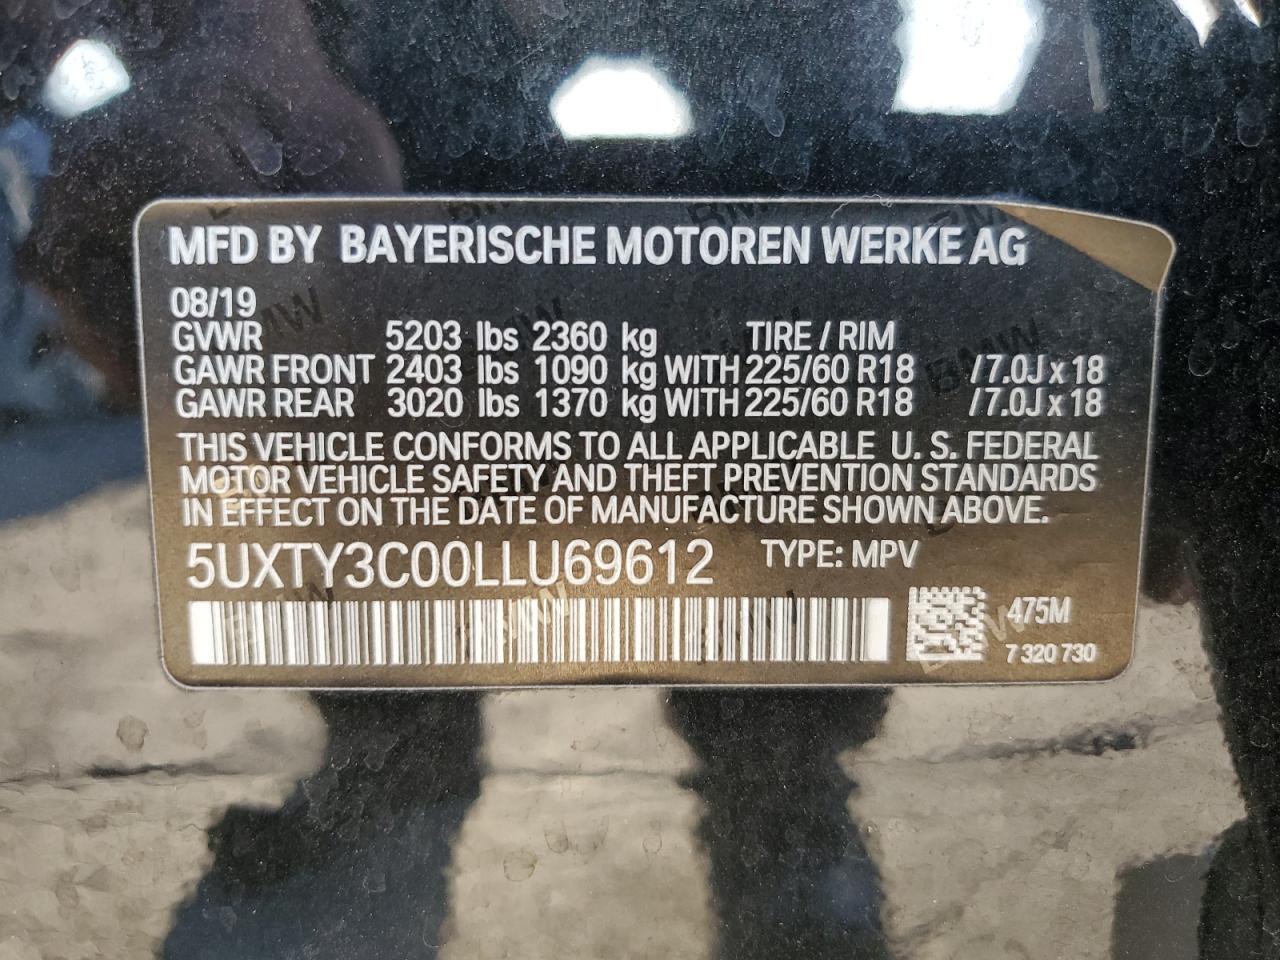 MFD BY BAYERISCHE MOTOREN WERKE AG
08/19
GVWR 5203 lbs 2360 kg TIRE / RIM
GAWR FRONT 2403 lbs 1090 kg WITH 225/60 R18 /7.0J x 18
GAWR REAR 3020 lbs 1370 kg WITH 225/60 R18 /7.0J x 18
THIS VEHICLE CONFORMS TO ALL APPLICABLE U. S. FEDERAL
MOTOR VEHICLE SAFETY AND THEFT PREVENTION STANDARDS
IN EFFECT ON THE DATE OF MANUFACTURE SHOWN ABOVE.
5UXTY3C00LLU69612 TYPE: MPV
475M
7 320 730